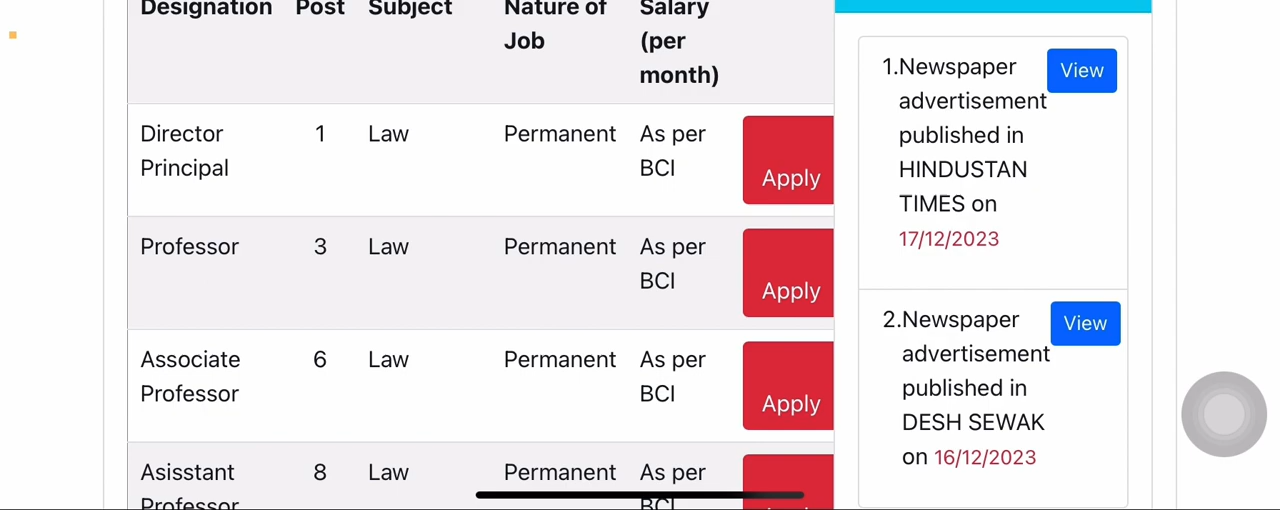 Designation Post Subject Nature of Job Salary (per month)
Director Principal 1 Law Permanent As per BCI Apply
Professor 3 Law Permanent As per BCI Apply
Associate Professor 6 Law Permanent As per BCI Apply
Asisstant Professor 8 Law Permanent As per BCI
1.Newspaper View
advertisement
published in
HINDUSTAN
TIMES on
17/12/2023
2.Newspaper View
advertisement
published in
DESH SEWAK
on 16/12/2023